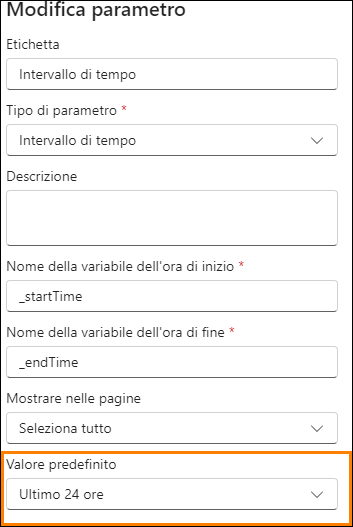 Modifica parametro
Etichetta
Intervallo di tempo
Tipo di parametro *
Intervallo di tempo
Descrizione
Nome della variabile dell'ora di inizio *
_startTime
Nome della variabile dell'ora di fine *
_endTime
Mostrare nelle pagine
Seleziona tutto
Valore predefinito
Ultimo 24 ore